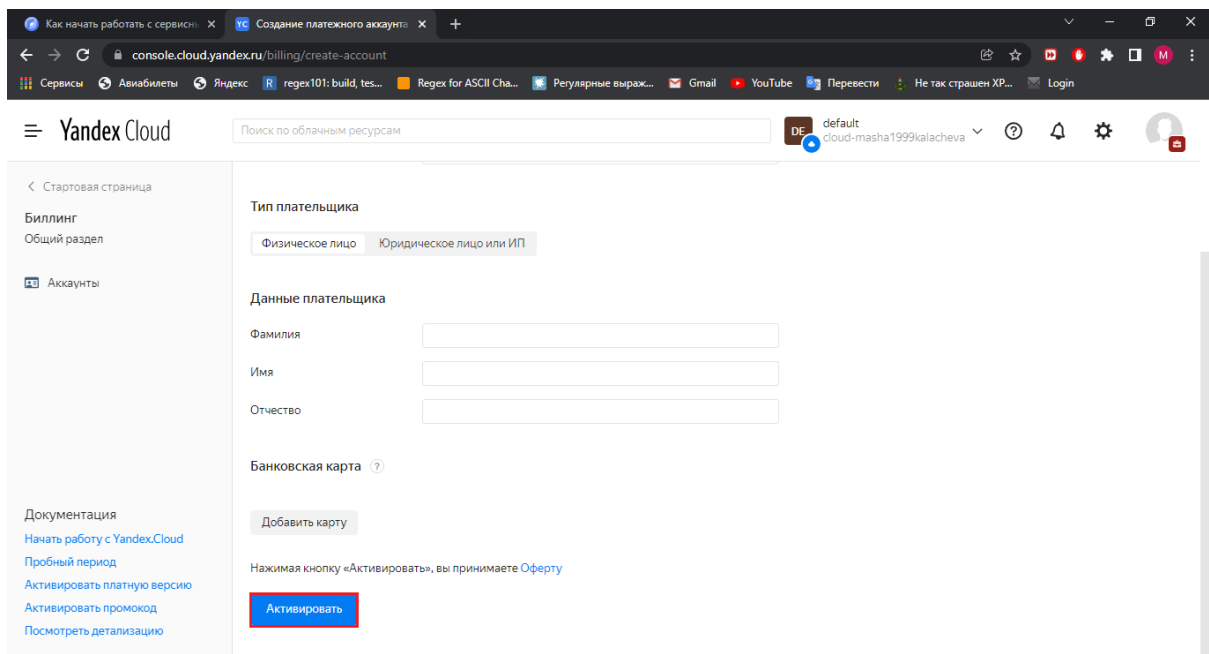 Как начать работать с сервисны
YC Создание платежного аккаунта
console.cloud.yandex.ru/billing/create-account
M
Сервисы Авиабилеты Яндекс R regex101: build, tes... Regex for ASCII Cha... Регулярные выраж... Gmail YouTube Перевести Не так страшен XP... Login
Yandex Cloud
Поиск по облачным ресурсам
DE
default
cloud-masha1999kalacheva
Стартовая страница
Биллинг
Общий раздел
Аккаунты
Документация
Начать работу с Yandex.Cloud
Пробный период
Активировать платную версию
Активировать промокод
Посмотреть детализацию
Тип плательщика
Физическое лицо Юридическое лицо или ИП
Данные плательщика
Фамилия
Имя
Отчество
Банковская карта ?
Добавить карту
Нажимая кнопку «Активировать», вы принимаете Оферту
Активировать